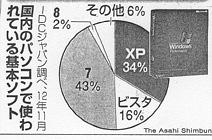 国内のパソコンで使わ
れている基本ソフト
IDCジャパン調べ、12年11月
その他 6%
8
2%
XP
34%
7
43%
ビスタ
16%
Windows
The Asahi Shimbun